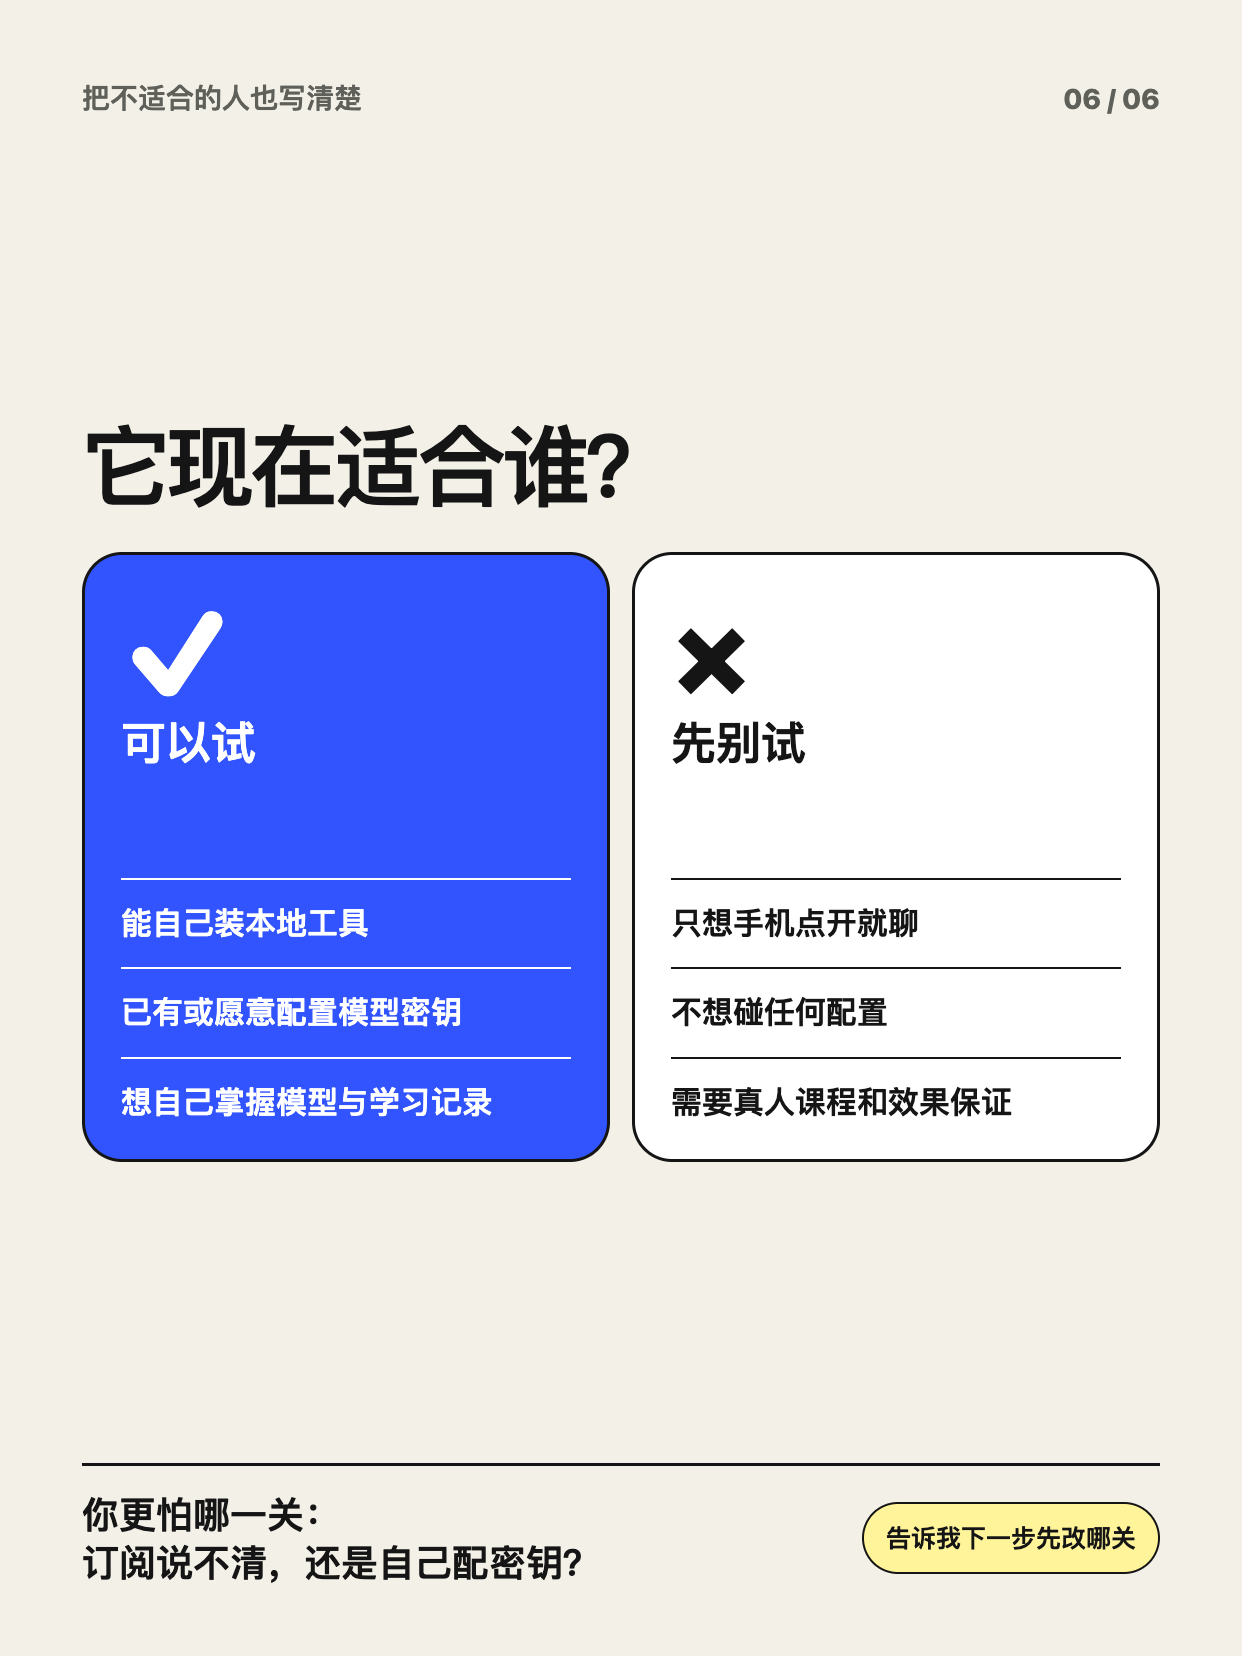 把不适合的人也写清楚
06 / 06
它现在适合谁?
可以试
能自己装本地工具
已有或愿意配置模型密钥
想自己掌握模型与学习记录
先别试
只想手机点开就聊
不想碰任何配置
需要真人课程和效果保证
你更怕哪一关：
订阅说不清，还是自己配密钥?
告诉我下一步先改哪关